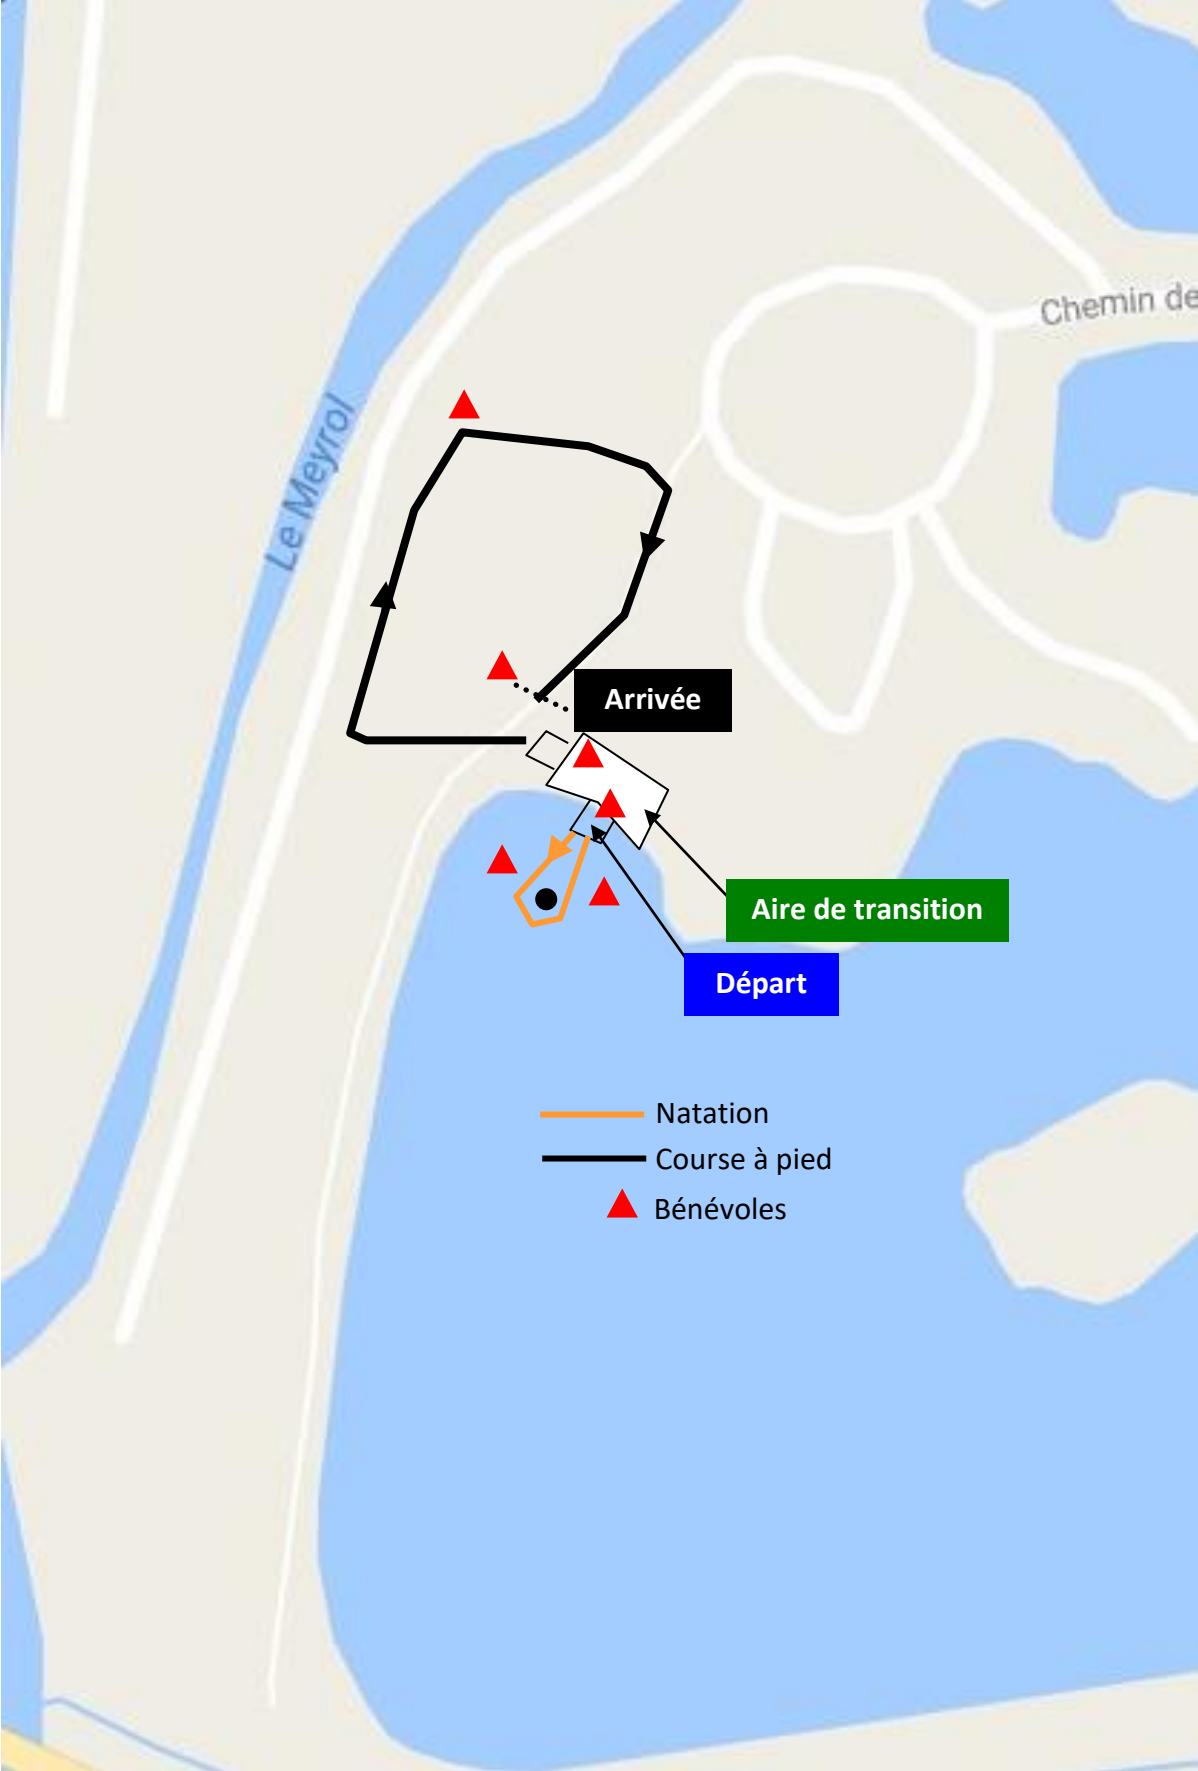 Chemin de
Le Meyrol
Arrivée
Aire de transition
Départ
Natation
Course à pied
Bénévoles